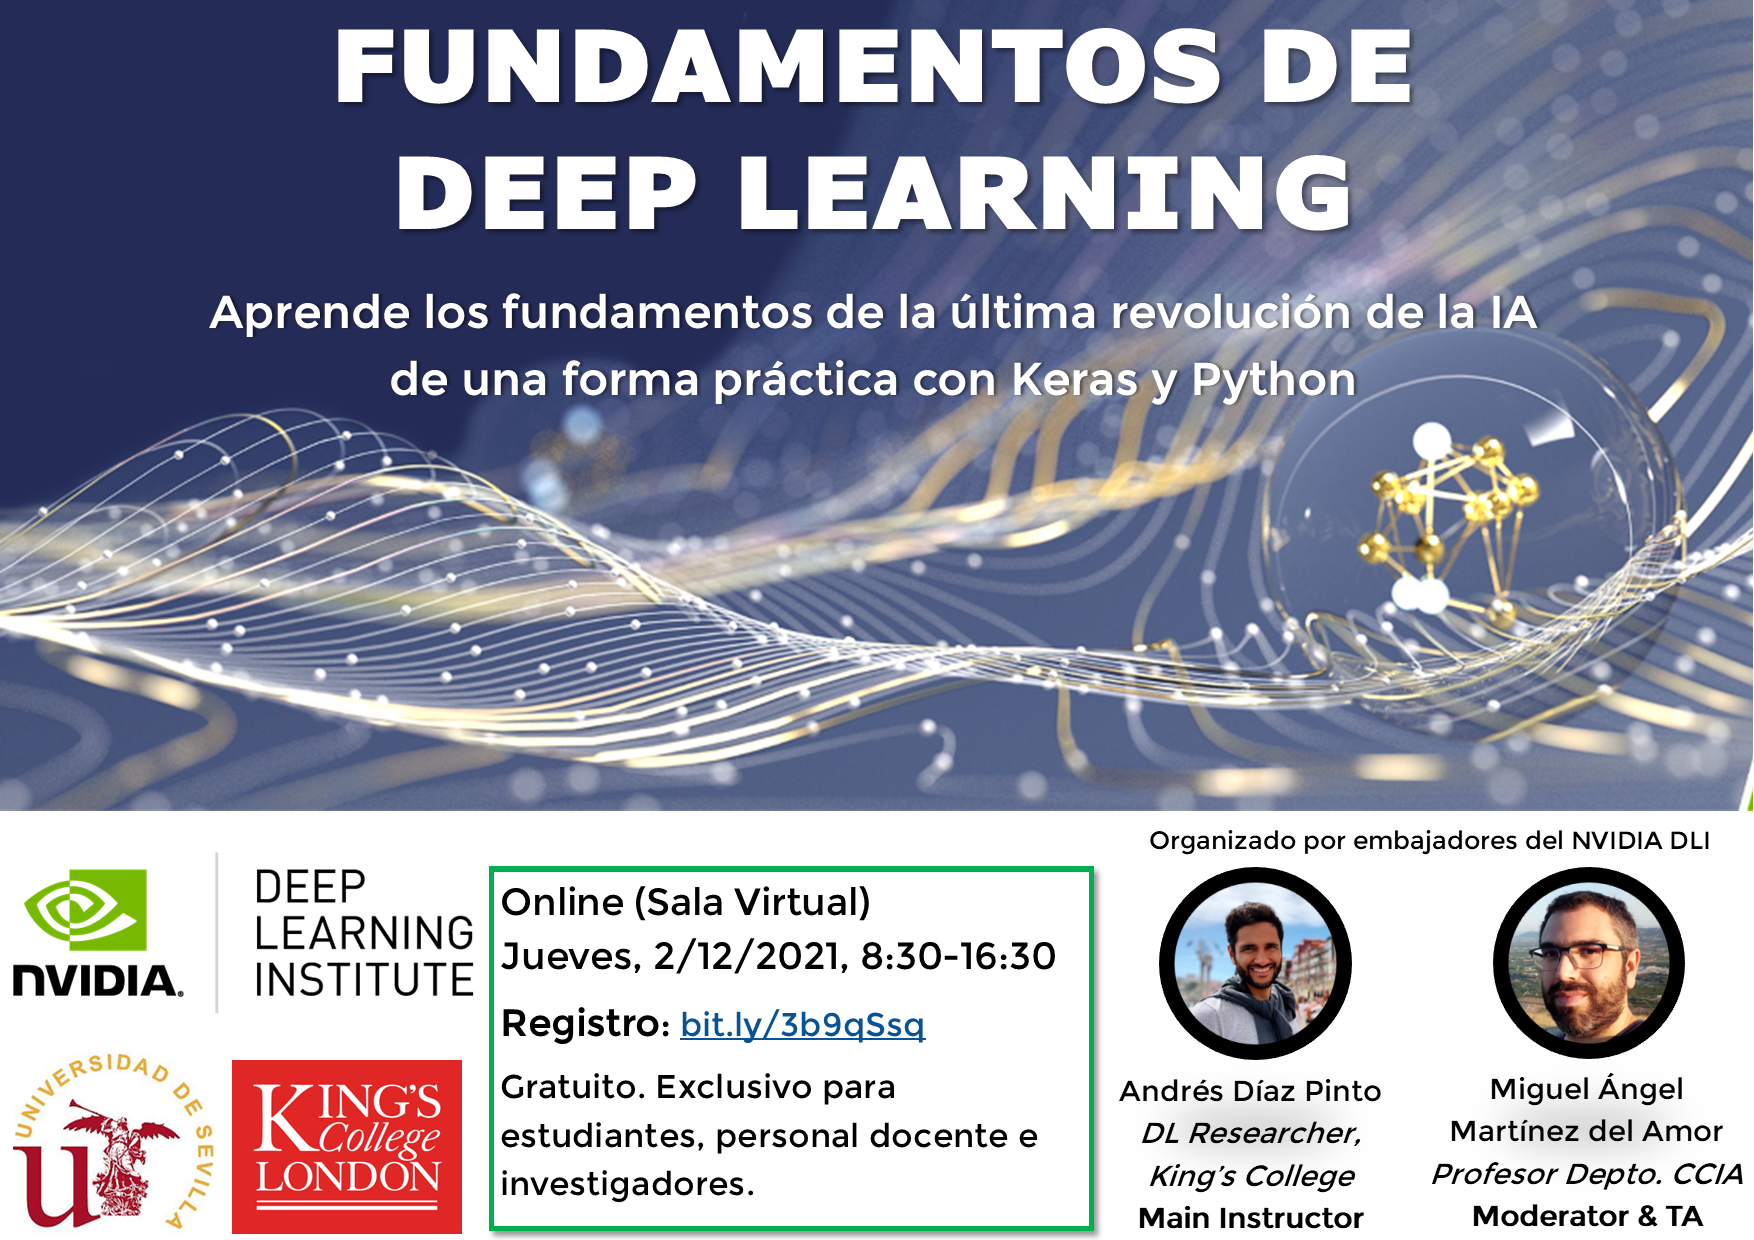 FUNDAMENTOS DE
DEEP LEARNING
Aprende los fundamentos de la última revolución de la IA
de una forma práctica con Keras y Python
NVIDIA.
DEEP
LEARNING
INSTITUTE
UNIVERSIDAD DE SEVILLA
u
KING'S
College
LONDON
Online (Sala Virtual)
Jueves, 2/12/2021, 8:30-16:30
Registro: bit.ly/3b9qSsq
Gratuito. Exclusivo para
estudiantes, personal docente e
investigadores.
Organizado por embajadores del NVIDIA DLI
Andrés Díaz Pinto
DL Researcher,
King's College
Main Instructor
Miguel Ángel
Martínez del Amor
Profesor Depto. CCIA
Moderator & TA